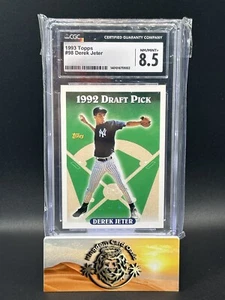 CGC
CERTIFIED GUARANTY COMPANY
1993 Topps
#98 Derek Jeter
NM/MINT+
8.5
1992 DRAFT PICK
Topps
DEREK JETER